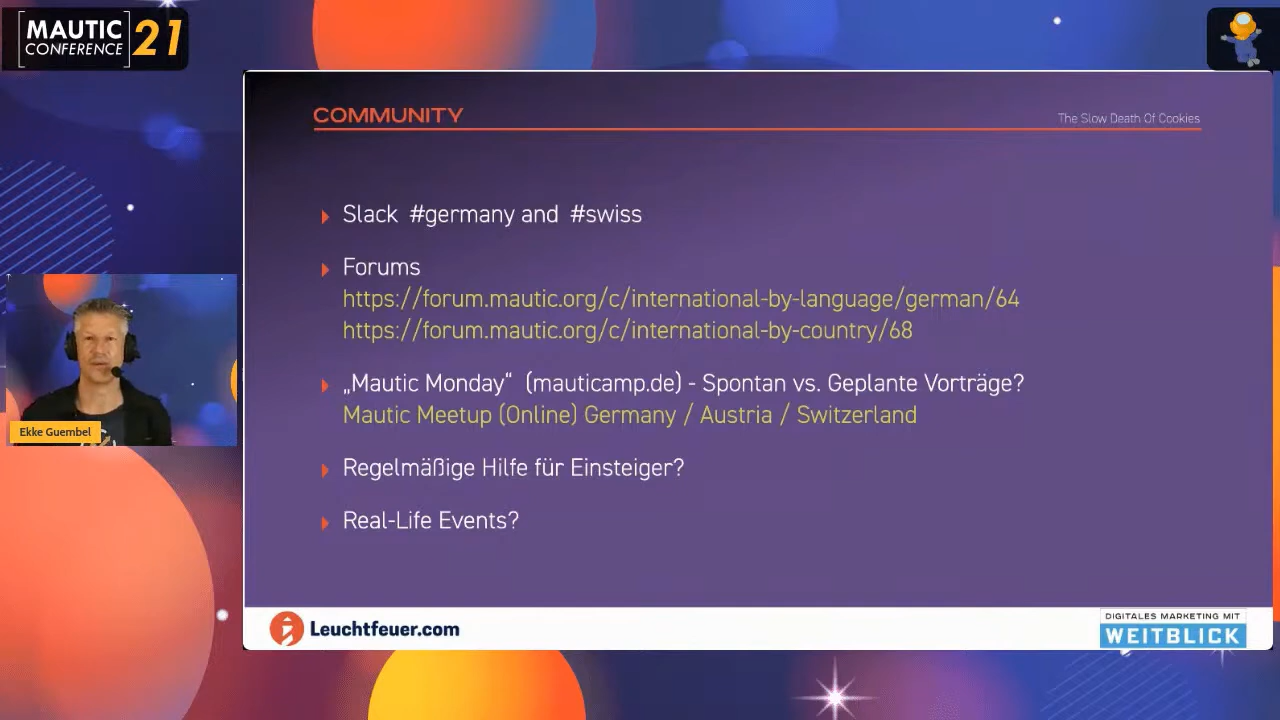 MAUTIC
CONFERENCE
21
COMMUNITY
The Slow Death Of Cookies
Slack #germany and #swiss
Forums
https://forum.mautic.org/c/international-by-language/german/64
https://forum.mautic.org/c/international-by-country/68
„Mautic Monday“ (mauticamp.de) - Spontan vs. Geplante Vorträge?
Mautic Meetup (Online) Germany / Austria / Switzerland
Regelmäßige Hilfe für Einsteiger?
Real-Life Events?
Ekke Guembel
Leuchtfeuer.com
DIGITALES MARKETING MIT
WEITBLICK